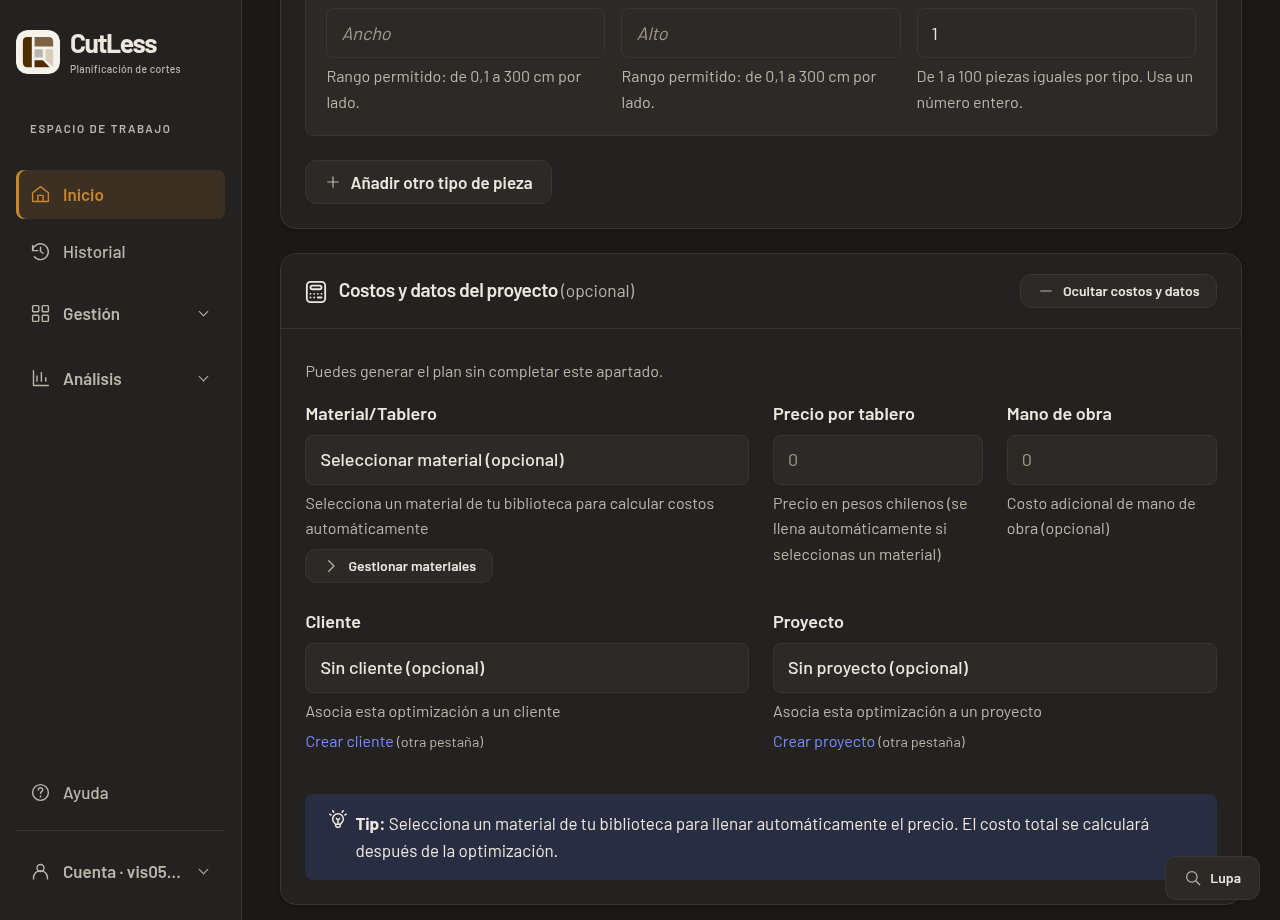 CutLess
Planificación de cortes
ESPACIO DE TRABAJO
Inicio
Historial
Gestión
Análisis
Ayuda
Cuenta · vis05...
Ancho
Alto
1
Rango permitido: de 0,1 a 300 cm por
lado.
Rango permitido: de 0,1 a 300 cm por
lado.
De 1 a 100 piezas iguales por tipo. Usa un
número entero.
Añadir otro tipo de pieza
Costos y datos del proyecto (opcional)
Ocultar costos y datos
Puedes generar el plan sin completar este apartado.
Material/Tablero
Seleccionar material (opcional)
Selecciona un material de tu biblioteca para calcular costos
automáticamente
Gestionar materiales
Precio por tablero
0
Precio en pesos chilenos (se
llena automáticamente si
seleccionas un material)
Mano de obra
0
Costo adicional de mano de
obra (opcional)
Cliente
Sin cliente (opcional)
Asocia esta optimización a un cliente
Crear cliente (otra pestaña)
Proyecto
Sin proyecto (opcional)
Asocia esta optimización a un proyecto
Crear proyecto (otra pestaña)
Tip: Selecciona un material de tu biblioteca para llenar automáticamente el precio. El costo total se calculará
después de la optimización.
Lupa